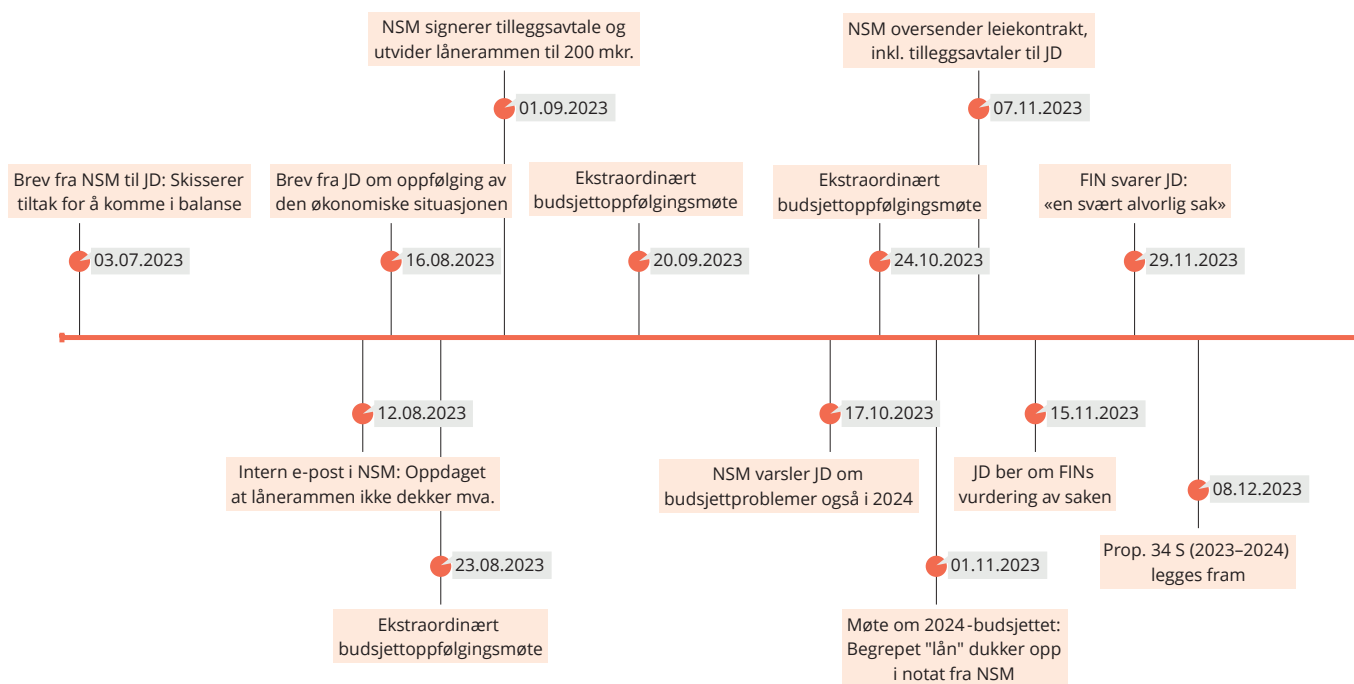 NSM signerer tilleggsavtale og
utvider lånerammen til 200 mkr.
01.09.2023
NSM oversender leiekontrakt,
inkl. tilleggsavtaler til JD
07.11.2023
Brev fra NSM til JD: Skisserer
tiltak for å komme i balanse
03.07.2023
Brev fra JD om oppfølging av
den økonomiske situasjonen
16.08.2023
Ekstraordinært
budsjettoppfølgingsmøte
20.09.2023
Ekstraordinært
budsjettoppfølgingsmøte
24.10.2023
FIN svarer JD:
«en svært alvorlig sak»
29.11.2023
12.08.2023
Intern e-post i NSM: Oppdaget
at lånerammen ikke dekker mva.
23.08.2023
Ekstraordinært
budsjettoppfølgingsmøte
17.10.2023
NSM varsler JD om
budsjettproblemer også i 2024
01.11.2023
Møte om 2024-budsjettet:
Begrepet "lån" dukker opp
i notat fra NSM
15.11.2023
JD ber om FINs
vurdering av saken
08.12.2023
Prop. 34 S (2023–2024)
legges fram